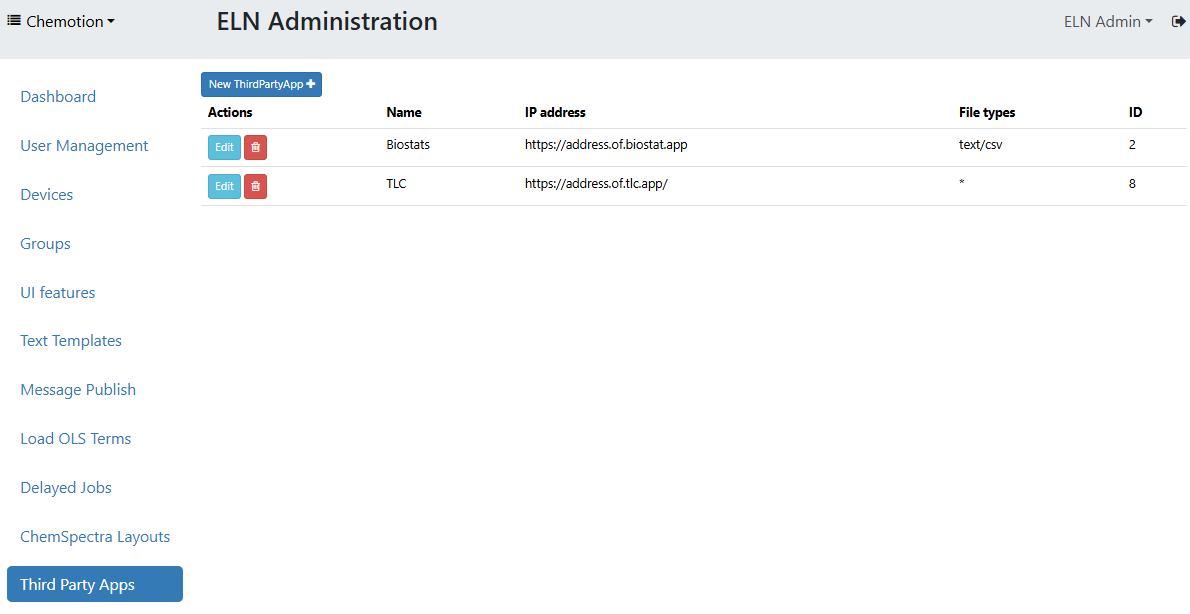 Chemotion
ELN Administration
ELN Admin
Dashboard
User Management
Devices
Groups
UI features
Text Templates
Message Publish
Load OLS Terms
Delayed Jobs
ChemSpectra Layouts
Third Party Apps
New ThirdPartyApp
Actions Name IP address File types ID
Edit Biostats https://address.of.biostat.app text/csv 2
Edit TLC https://address.of.tlc.app/ * 8